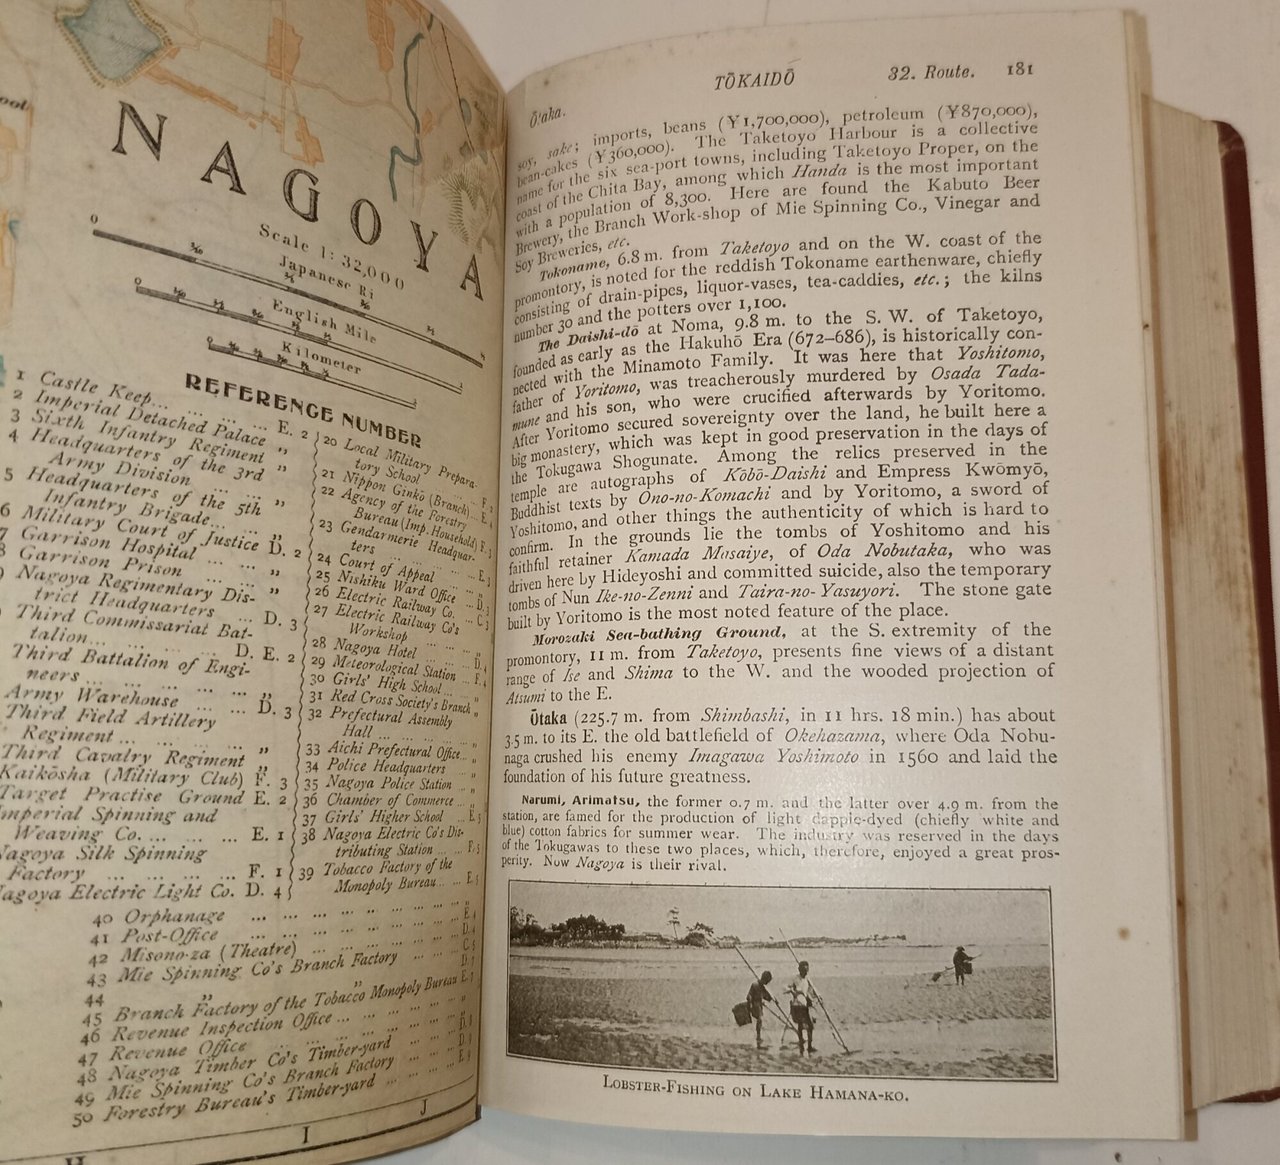 NAGOYA
Scale 1: 32,000
Japanese Ri
English Mile
Kilometer
REFERENCE NUMBER
1 Castle Keep... ... ... ... E. 2
2 Imperial Detached Palace „
3 Sixth Infantry Regiment „
4 Headquarters of the 3rd
Army Division ... ... ... „
5 Headquarters of the 5th
Infantry Brigade... ... „
6 Military Court of Justice D. 2
7 Garrison Hospital ... ... „
8 Garrison Prison ... ... „
Nagoya Regimentary Dis-
trict Headquarters ... D. 3
Third Commissariat Bat-
talion... ... ... ... D. E. 2
Third Battalion of Engi-
neers ... ... ... ... ... „
Army Warehouse ... ... D. 3
Third Field Artillery
Regiment ... ... ... ...
Third Cavalry Regiment „
Kaikōsha (Military Club) F. 3
Target Practise Ground E. 2
Imperial Spinning and
Weaving Co. ... ... ... E. 1
Nagoya Silk Spinning
Factory ... ... ... ... F. 1
Nagoya Electric Light Co. D. 4
20 Local Military Prepara-
tory School ... ...
21 Nippon Ginkō (Branch)...
22 Agency of the Forestry
Bureau (Imp. Household)
23 Gendarmerie Headquar-
ters ... ... ...
24 Court of Appeal ... ...
25 Nishiku Ward Office ...
26 Electric Railway Co. ...
27 Electric Railway Co's
Workshop
28 Nagoya Hotel ... ...
29 Meteorological Station ...
30 Girls' High School ...
31 Red Cross Society's Branch
32 Prefectural Assembly
Hall ... ... ...
33 Aichi Prefectural Office...
34 Police Headquarters ...
35 Nagoya Police Station ...
36 Chamber of Commerce ...
37 Girls' Higher School ...
38 Nagoya Electric Co's Dis-
tributing Station ...
39 Tobacco Factory of the
Monopoly Bureau...
40 Orphanage ... ... ... ... ...
41 Post-Office ... ... ... ... ...
42 Misono-za (Theatre) ... ... ...
43 Mie Spinning Co's Branch Factory ...
44 „ „
45 Branch Factory of the Tobacco Monopoly Bureau
46 Revenue Inspection Office ... ... ...
47 Revenue Office ... ... ... ...
48 Nagoya Timber Co's Timber-yard ... ...
49 Mie Spinning Co's Branch Factory ... ...
50 Forestry Bureau's Timber-yard ... ...
H I J
Ō:aka. TŌKAIDŌ 32. Route. 181
soy, sake; imports, beans (¥1,700,000), petroleum (¥870,000),
bean-cakes (¥360,000). The Taketoyo Harbour is a collective
name for the six sea-port towns, including Taketoyo Proper, on the
coast of the Chita Bay, among which Handa is the most important
with a population of 8,300. Here are found the Kabuto Beer
Brewery, the Branch Work-shop of Mie Spinning Co., Vinegar and
Soy Breweries, etc.
Tokoname, 6.8 m. from Taketoyo and on the W. coast of the
promontory, is noted for the reddish Tokoname earthenware, chiefly
consisting of drain-pipes, liquor-vases, tea-caddies, etc.; the kilns
number 30 and the potters over 1,100.
The Daishi-dō at Noma, 9.8 m. to the S. W. of Taketoyo,
founded as early as the Hakuhō Era (672–686), is historically con-
nected with the Minamoto Family. It was here that Yoshitomo,
father of Yoritomo, was treacherously murdered by Osada Tada-
mune and his son, who were crucified afterwards by Yoritomo.
After Yoritomo secured sovereignty over the land, he built here a
big monastery, which was kept in good preservation in the days of
the Tokugawa Shogunate. Among the relics preserved in the
temple are autographs of Kōbō-Daishi and Empress Kwōmyō,
Buddhist texts by Ono-no-Komachi and by Yoritomo, a sword of
Yoshitomo, and other things the authenticity of which is hard to
confirm. In the grounds lie the tombs of Yoshitomo and his
faithful retainer Kamada Masaiye, of Oda Nobutaka, who was
driven here by Hideyoshi and committed suicide, also the temporary
tombs of Nun Ike-no-Zenni and Taira-no-Yasuyori. The stone gate
built by Yoritomo is the most noted feature of the place.
Morozaki Sea-bathing Ground, at the S. extremity of the
promontory, 11 m. from Taketoyo, presents fine views of a distant
range of Ise and Shima to the W. and the wooded projection of
Atsumi to the E.
Ōtaka (225.7 m. from Shimbashi, in 11 hrs. 18 min.) has about
3.5 m. to its E. the old battlefield of Okehazama, where Oda Nobu-
naga crushed his enemy Imagawa Yoshimoto in 1560 and laid the
foundation of his future greatness.
Narumi, Arimatsu, the former 0.7 m. and the latter over 4.9 m. from the
station, are famed for the production of light dapple-dyed (chiefly white and
blue) cotton fabrics for summer wear. The industry was reserved in the days
of the Tokugawas to these two places, which, therefore, enjoyed a great pros-
perity. Now Nagoya is their rival.
LOBSTER-FISHING ON LAKE HAMANA-KO.